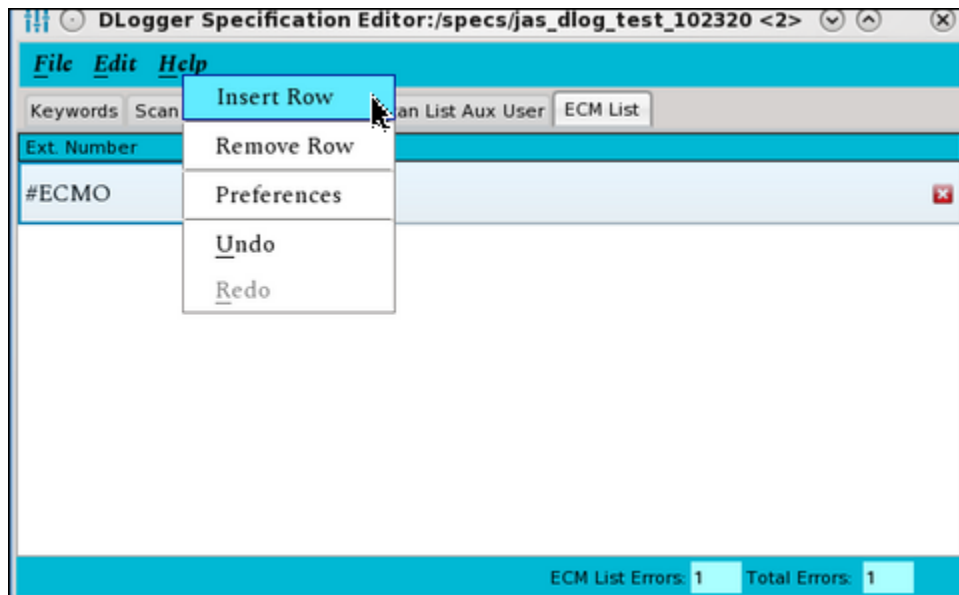 DLogger Specification Editor:/specs/jas_dlog_test_102320 <2>
File Edit Help
Keywords Scan List Aux User ECM List
Ext. Number
#ECMO
Insert Row
Remove Row
Preferences
Undo
Redo
ECM List Errors: 1 Total Errors: 1